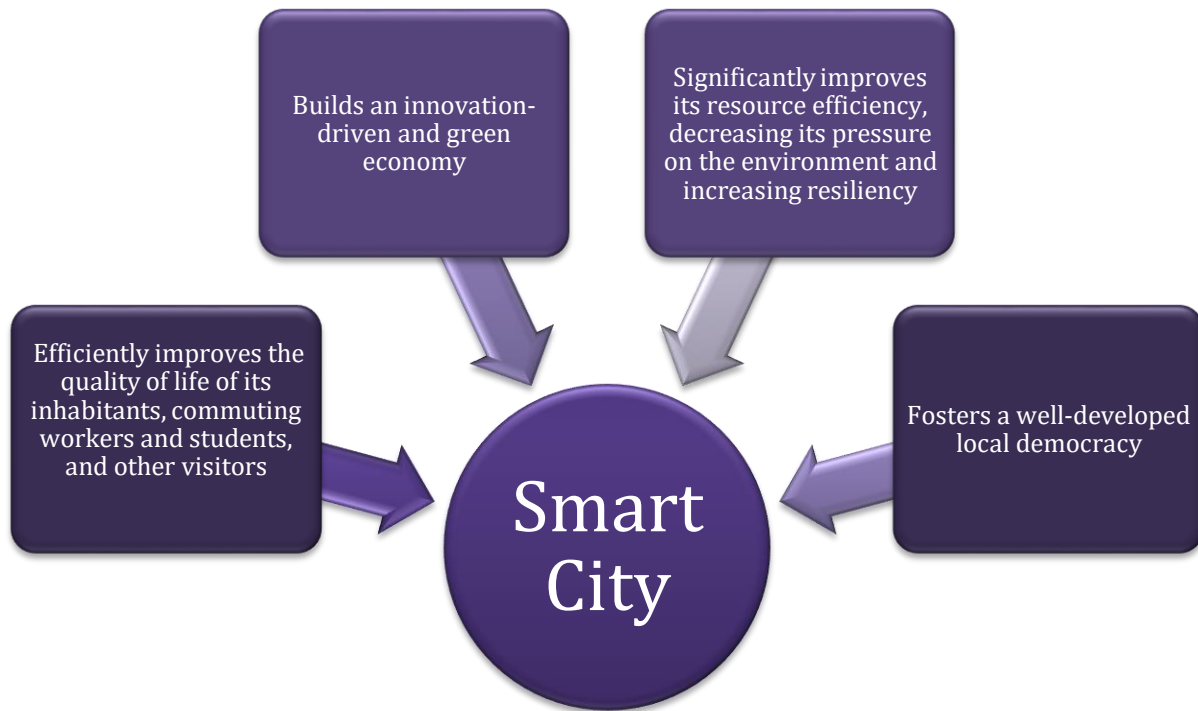 Builds an innovation-
driven and green
economy
Significantly improves
its resource efficiency,
decreasing its pressure
on the environment and
increasing resiliency
Efficiently improves the
quality of life of its
inhabitants, commuting
workers and students,
and other visitors
Fosters a well-developed
local democracy
Smart
City